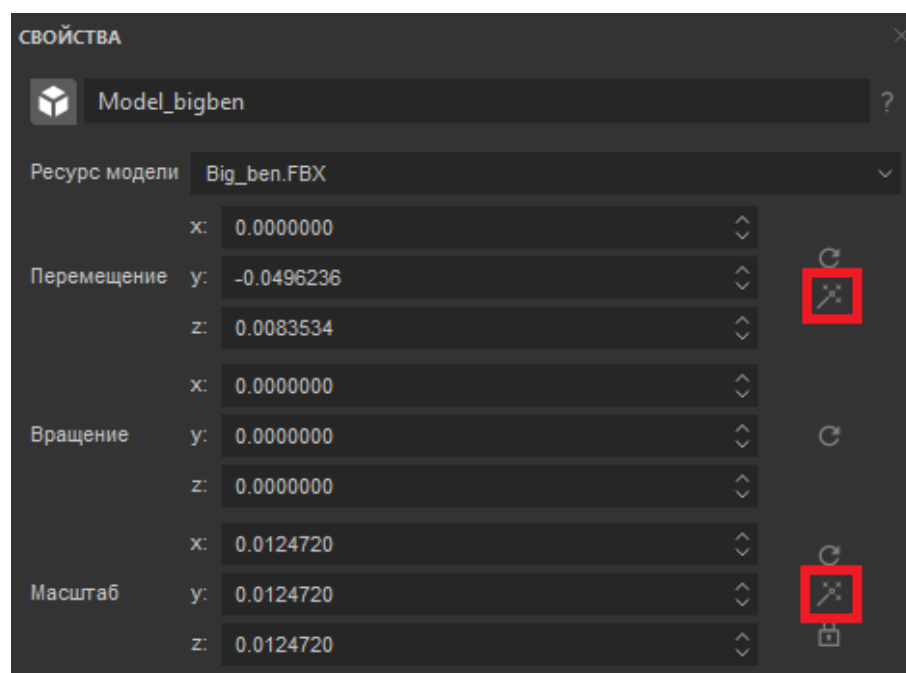 СВОЙСТВА
Model_bigben ?
Ресурс модели Big_ben.FBX
x: 0.0000000
Перемещение y: -0.0496236
z: 0.0083534
x: 0.0000000
Вращение y: 0.0000000
z: 0.0000000
x: 0.0124720
Масштаб y: 0.0124720
z: 0.0124720